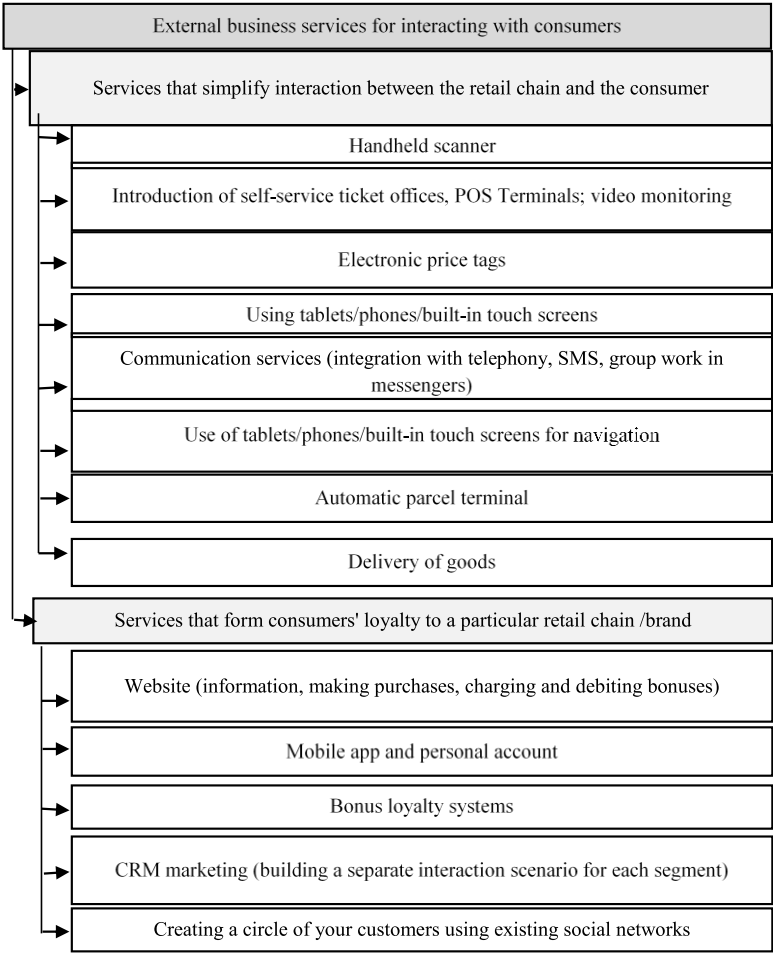 External business services for interacting with consumers
Services that simplify interaction between the retail chain and the consumer
Handheld scanner
Introduction of self-service ticket offices, POS Terminals; video monitoring
Electronic price tags
Using tablets/phones/built-in touch screens
Communication services (integration with telephony, SMS, group work in
messengers)
Use of tablets/phones/built-in touch screens for navigation
Automatic parcel terminal
Delivery of goods
Services that form consumers' loyalty to a particular retail chain /brand
Website (information, making purchases, charging and debiting bonuses)
Mobile app and personal account
Bonus loyalty systems
CRM marketing (building a separate interaction scenario for each segment)
Creating a circle of your customers using existing social networks